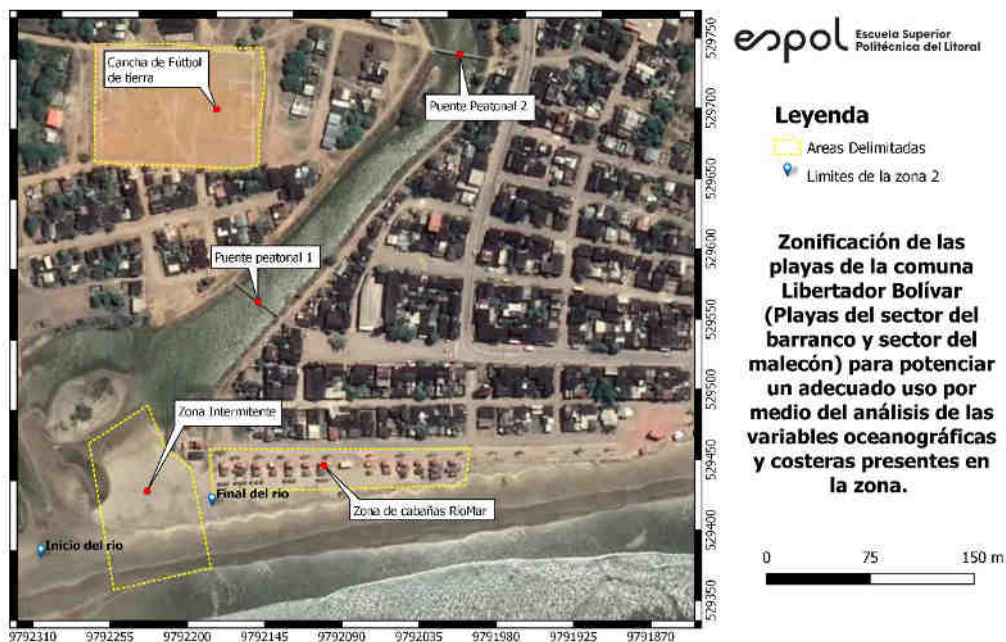 Cancha de Fútbol
de tierra
Puente Peatonal 2
Puente peatonal 1
Zona Intermitente
Final del rio
Zona de cabañas RioMar
Inicio del rio
529750
529700
529650
529600
529550
529500
529450
529400
529350
9792310 9792255 9792200 9792145 9792090 9792035 9791980 9791925 9791870
espol Escuela Superior
Politécnica del Litoral
Leyenda
Areas Delimitadas
Limites de la zona 2
Zonificación de las
playas de la comuna
Libertador Bolívar
(Playas del sector del
barranco y sector del
malecón) para potenciar
un adecuado uso por
medio del análisis de las
variables oceanográficas
y costeras presentes en
la zona.
0 75 150 m